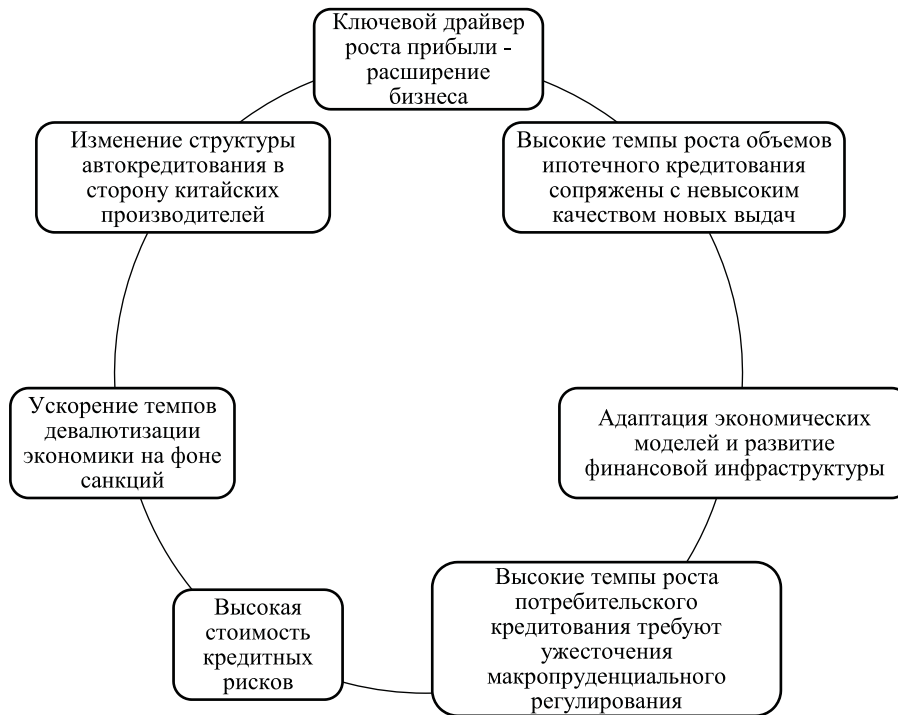 Ключевой драйвер
роста прибыли -
расширение
бизнеса
Высокие темпы роста объемов
ипотечного кредитования
сопряжены с невысоким
качеством новых выдач
Адаптация экономических
моделей и развитие
финансовой инфраструктуры
Высокие темпы роста
потребительского
кредитования требуют
ужесточения
макропруденциального
регулирования
Высокая
стоимость
кредитных
рисков
Ускорение темпов
девалютизации
экономики на фоне
санкций
Изменение структуры
автокредитования в
сторону китайских
производителей